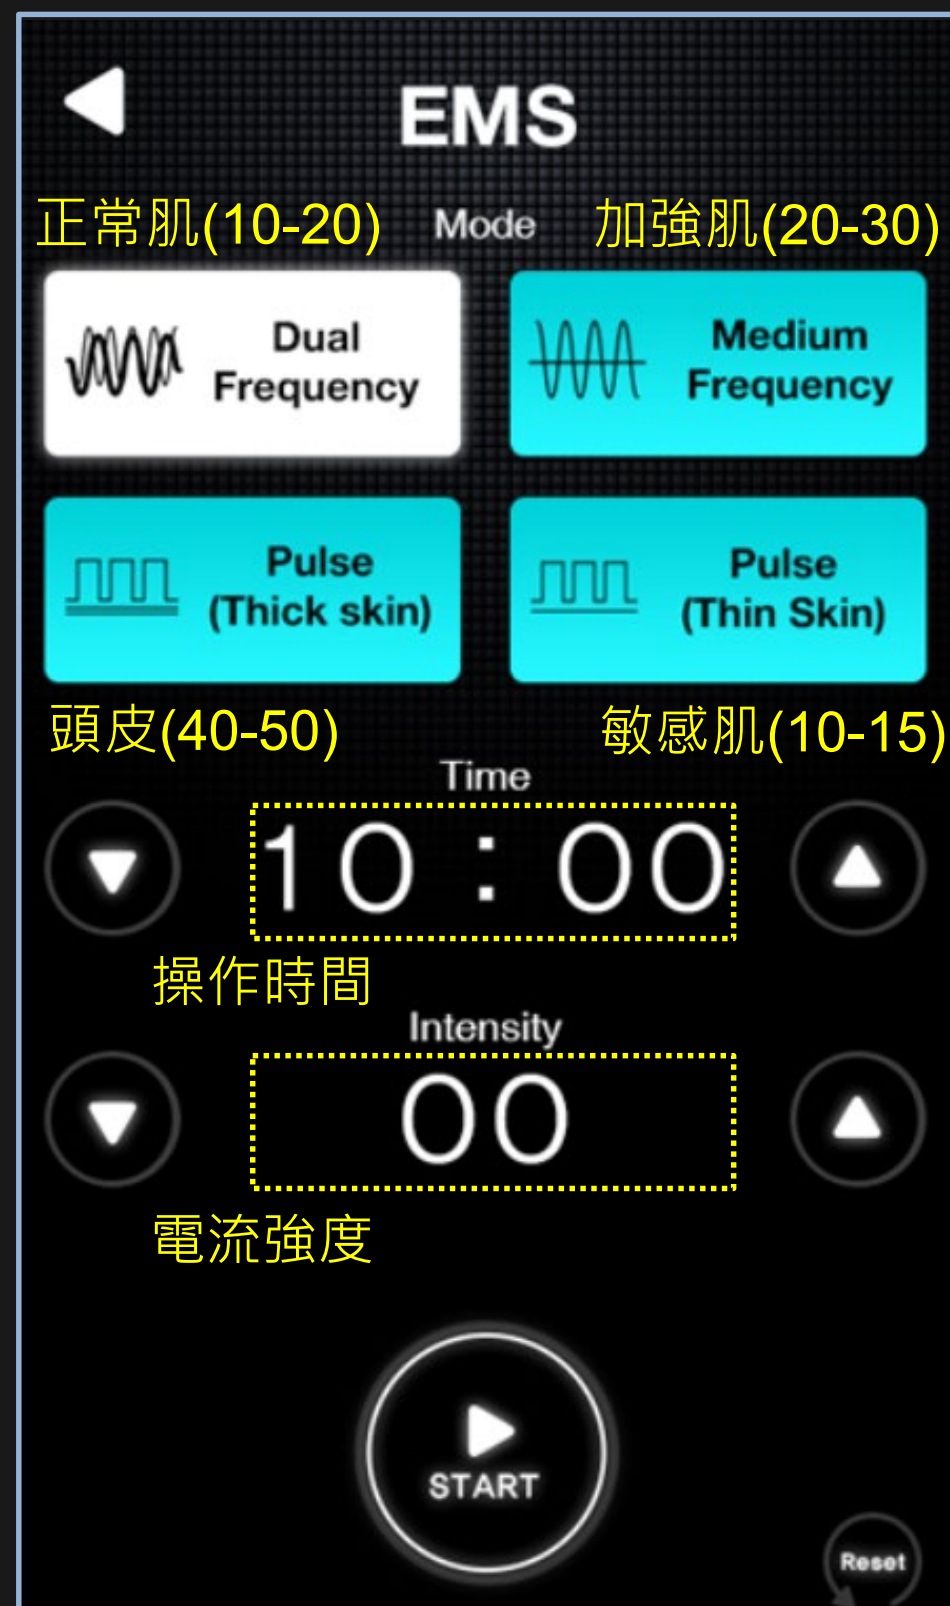 EMS
正常肌(10-20)
Mode
加強肌(20-30)
Dual
Frequency
Medium
Frequency
Pulse
(Thick skin)
Pulse
(Thin Skin)
頭皮(40-50)
敏感肌(10-15)
Time
10 : 00
操作時間
Intensity
00
電流強度
START
Reset